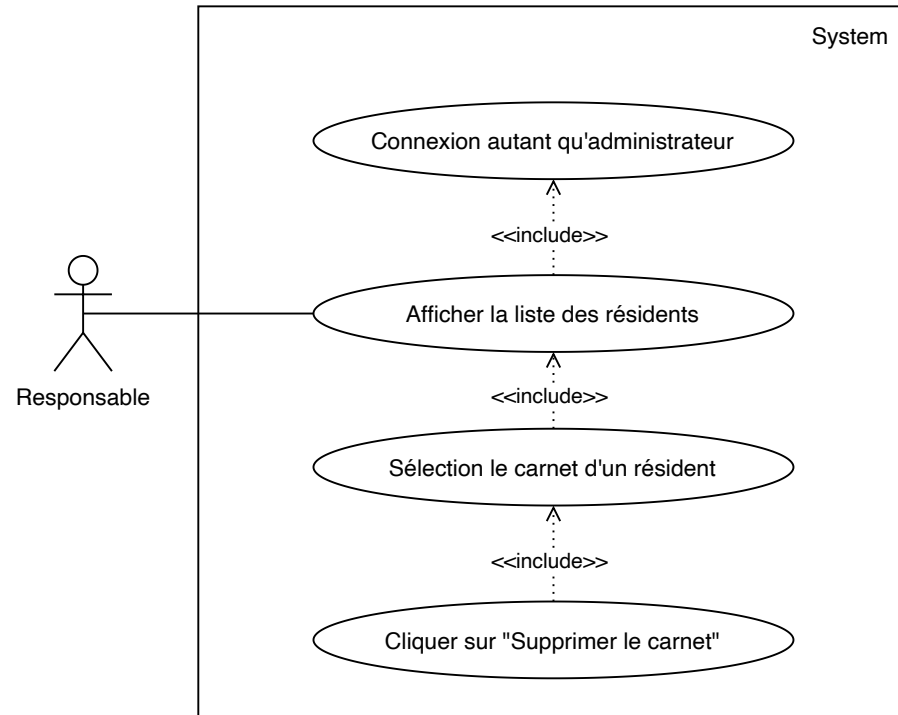 System
Connexion autant qu'administrateur
<<include>>
Afficher la liste des résidents
Responsable
<<include>>
Sélection le carnet d'un résident
<<include>>
Cliquer sur "Supprimer le carnet"